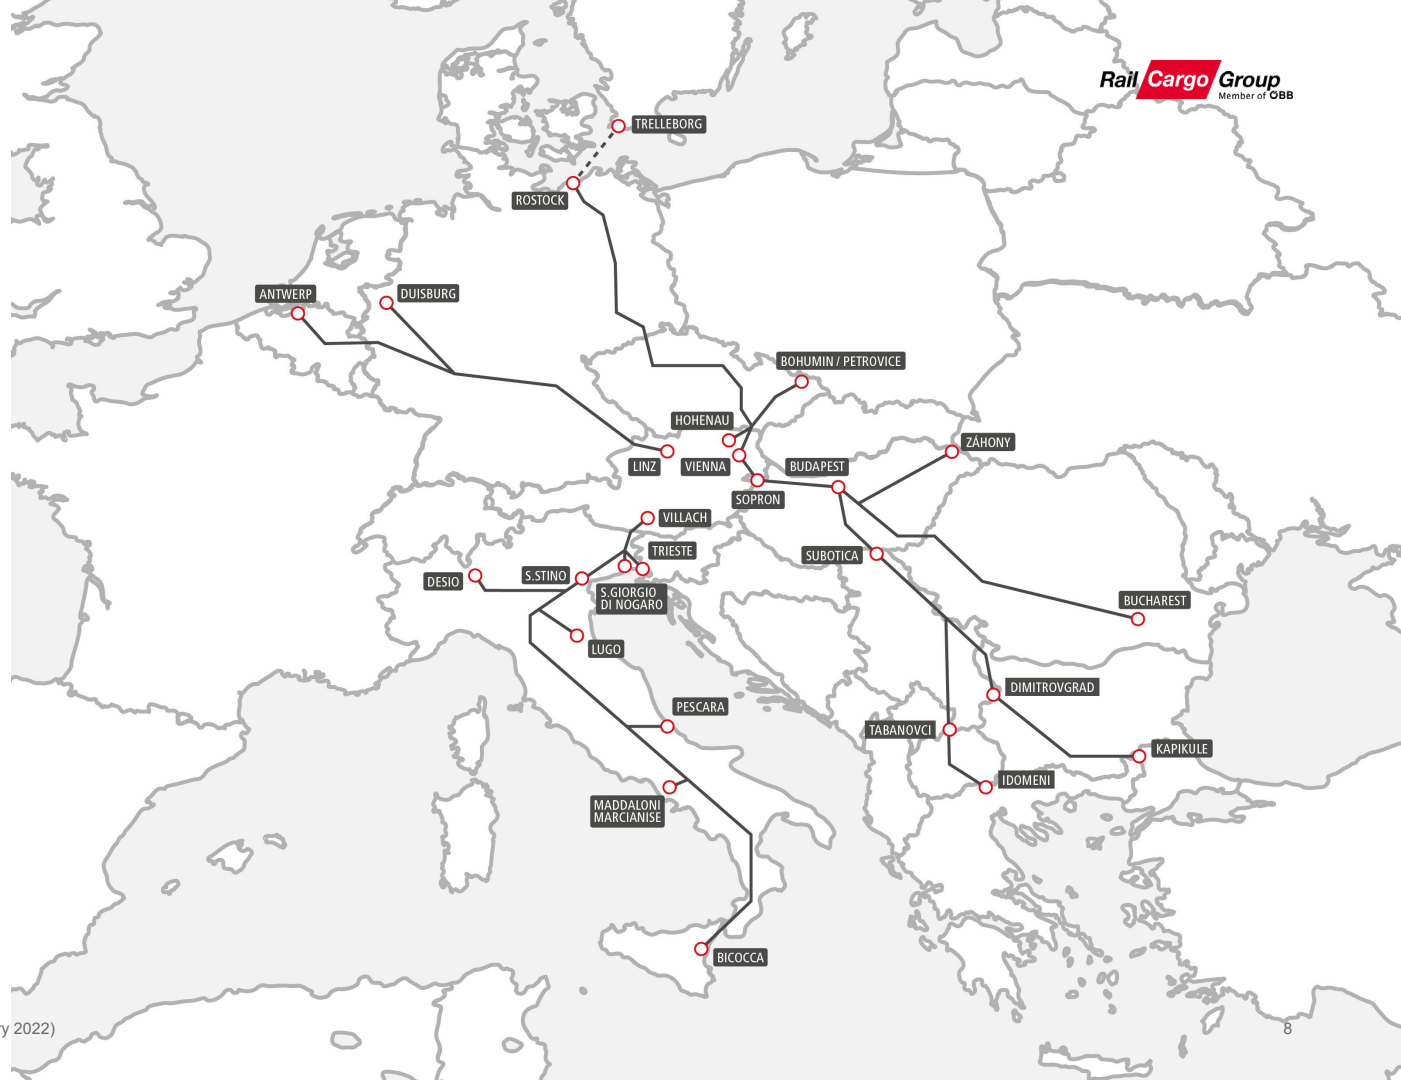 Rail Cargo Group
Member of ÖBB
TRELLEBORG
ROSTOCK
ANTWERP
DUISBURG
BOHUMIN / PETROVICE
HOHENAU
ZÁHONY
LINZ
VIENNA
BUDAPEST
SOPRON
VILLACH
TRIESTE
SUBOTICA
DESIO
S.STINO
S.GIORGIO
DI NOGARO
BUCHAREST
LUGO
DIMITROVGRAD
PESCARA
TABANOVCI
KAPIKULE
IDOMENI
MADDALONI
MARCIANISE
BICOCCA
ry 2022)
8